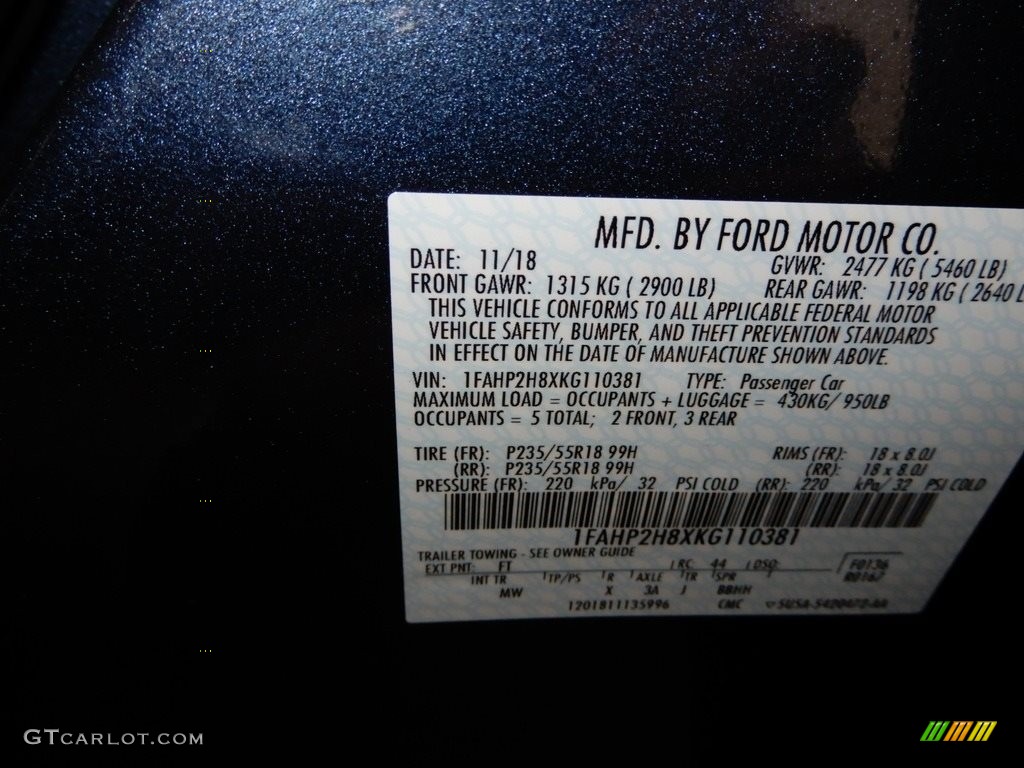 MFD. BY FORD MOTOR CO.
DATE: 11/18 GVWR: 2477 KG ( 5460 LB)
FRONT GAWR: 1315 KG ( 2900 LB) REAR GAWR: 1198 KG ( 2640 L
THIS VEHICLE CONFORMS TO ALL APPLICABLE FEDERAL MOTOR
VEHICLE SAFETY, BUMPER, AND THEFT PREVENTION STANDARDS
IN EFFECT ON THE DATE OF MANUFACTURE SHOWN ABOVE.
VIN: 1FAHP2H8XKG110381 TYPE: Passenger Car
MAXIMUM LOAD = OCCUPANTS + LUGGAGE = 430KG/ 950LB
OCCUPANTS = 5 TOTAL; 2 FRONT, 3 REAR
TIRE (FR): P235/55R18 99H RIMS (FR): 18 x 8.0J
(RR): P235/55R18 99H (RR): 18 x 8.0J
PRESSURE (FR): 220 kPa/ 32 PSI COLD (RR): 220 kPa/ 32 PSI COLD
1FAHP2H8XKG110381
TRAILER TOWING - SEE OWNER GUIDE
EXT PNT: FT RC: 44 DSO: F0136
INT TR TP/PS R AXLE TR SPR R0167
MW X 3A J BBHH
1201811135996 CMC
GTCARLOT.COM